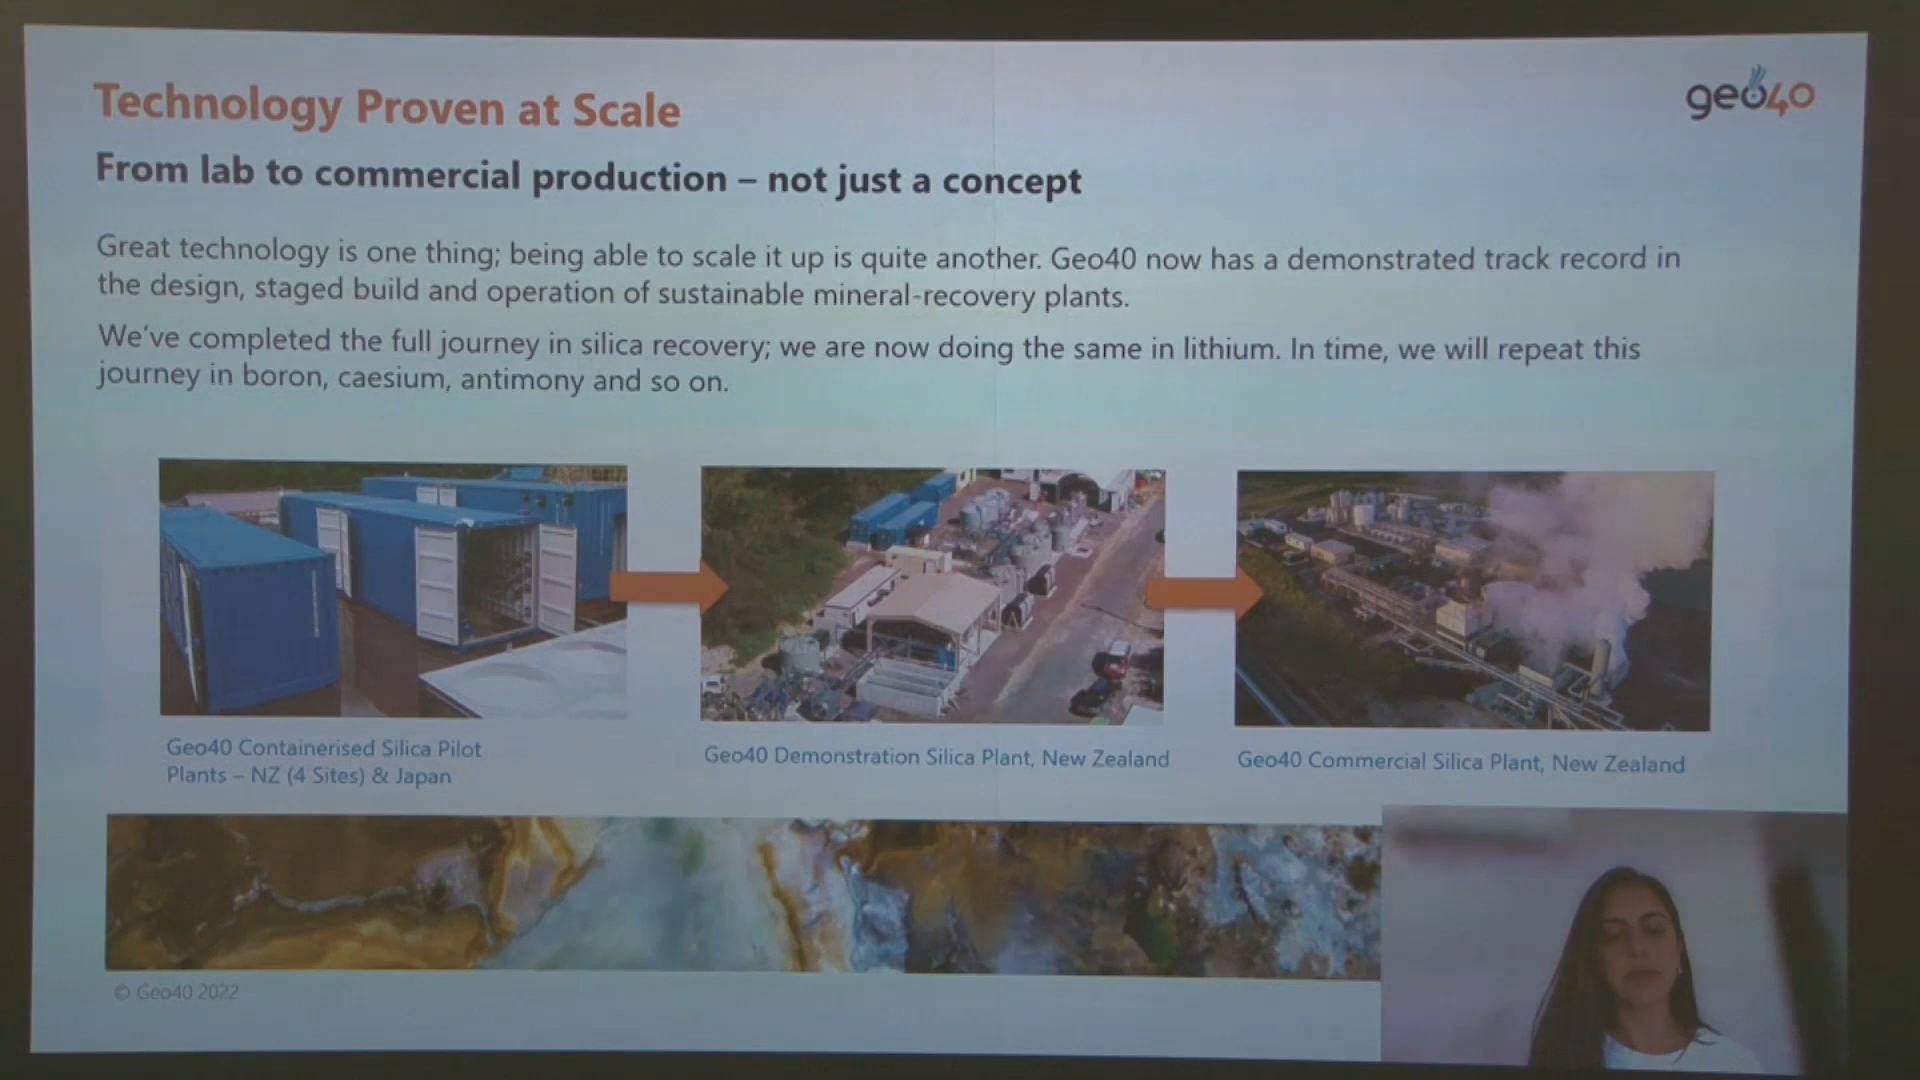 Technology Proven at Scale
geo40
From lab to commercial production – not just a concept
Great technology is one thing; being able to scale it up is quite another. Geo40 now has a demonstrated track record in
the design, staged build and operation of sustainable mineral-recovery plants.
We've completed the full journey in silica recovery; we are now doing the same in lithium. In time, we will repeat this
journey in boron, caesium, antimony and so on.
Geo40 Containerised Silica Pilot
Plants – NZ (4 Sites) & Japan
Geo40 Demonstration Silica Plant, New Zealand
Geo40 Commercial Silica Plant, New Zealand
© Geo40 2022